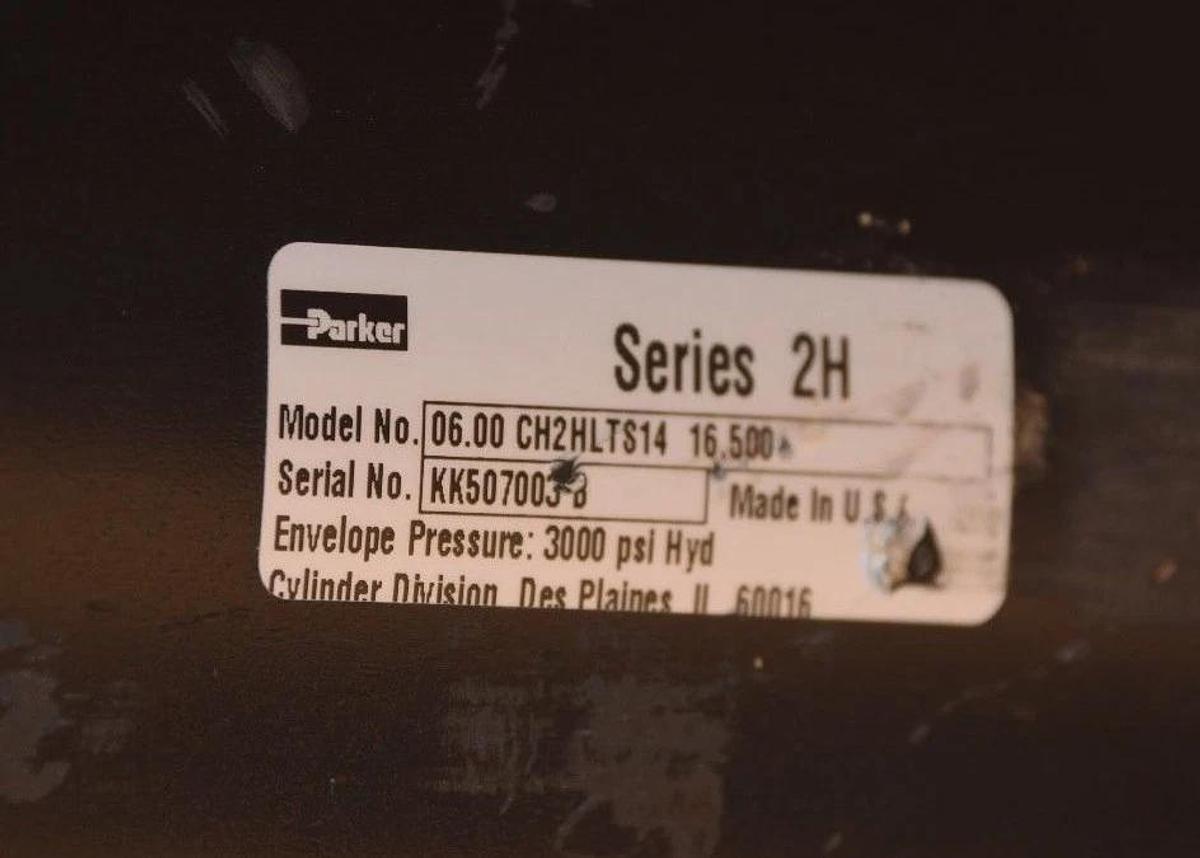 Parker
Series 2H
Model No. 06.00 CH2HLTS14 16.500
Serial No. KK507003-B
Made In U S
Envelope Pressure: 3000 psi Hyd
Cylinder Division Des Plaines IL 60016